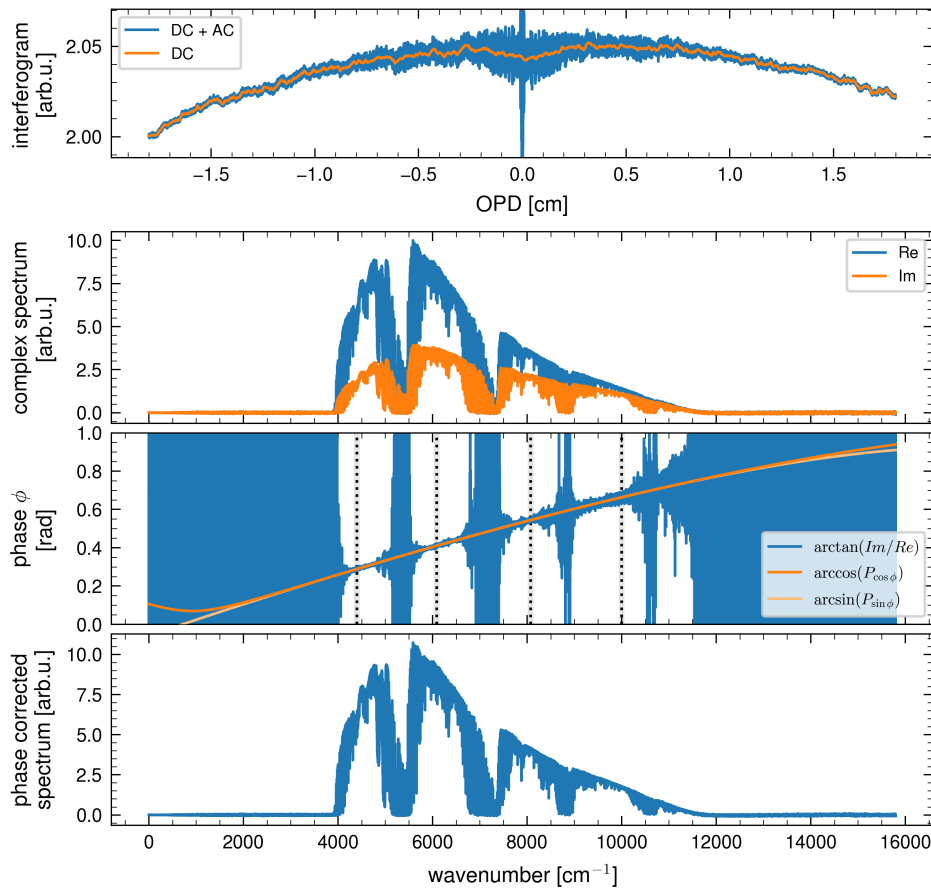 DC + AC
DC
interferogram
[arb.u.]
2.05
2.00
−1.5 −1.0 −0.5 0.0 0.5 1.0 1.5
OPD [cm]
Re
Im
complex spectrum
[arb.u.]
10.0
7.5
5.0
2.5
0.0
phase ϕ
[rad]
1.0
0.8
0.6
0.4
0.2
0.0
arctan(Im/Re)
arccos(P_{cos ϕ})
arcsin(P_{sin ϕ})
phase corrected
spectrum [arb.u.]
10.0
7.5
5.0
2.5
0.0
0 2000 4000 6000 8000 10000 12000 14000 16000
wavenumber [cm⁻¹]